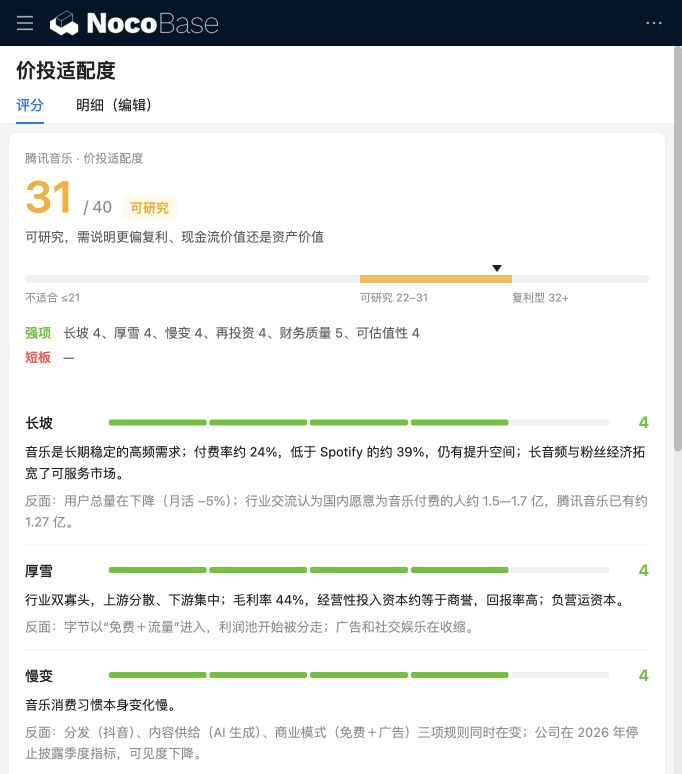 NocoBase
价投适配度
评分 明细（编辑）
腾讯音乐 · 价投适配度
31 / 40 可研究
可研究，需说明更偏复利、现金流价值还是资产价值
不适合 ≤21 可研究 22–31 复利型 32+
强项 长坡 4、厚雪 4、慢变 4、再投资 4、财务质量 5、可估值性 4
短板 —
长坡 4
音乐是长期稳定的高频需求；付费率约 24%，低于 Spotify 的约 39%，仍有提升空间；长音频与粉丝经济拓
宽了可服务市场。
反面：用户总量在下降（月活 −5%）；行业交流认为国内愿意为音乐付费的人约 1.5—1.7 亿，腾讯音乐已有约
1.27 亿。
厚雪 4
行业双寡头，上游分散、下游集中；毛利率 44%，经营性投入资本约等于商誉，回报率高；负营运资本。
反面：字节以“免费＋流量”进入，利润池开始被分走；广告和社交娱乐在收缩。
慢变 4
音乐消费习惯本身变化慢。
反面：分发（抖音）、内容供给（AI 生成）、商业模式（免费＋广告）三项规则同时在变；公司在 2026 年停
止披露季度指标，可见度下降。